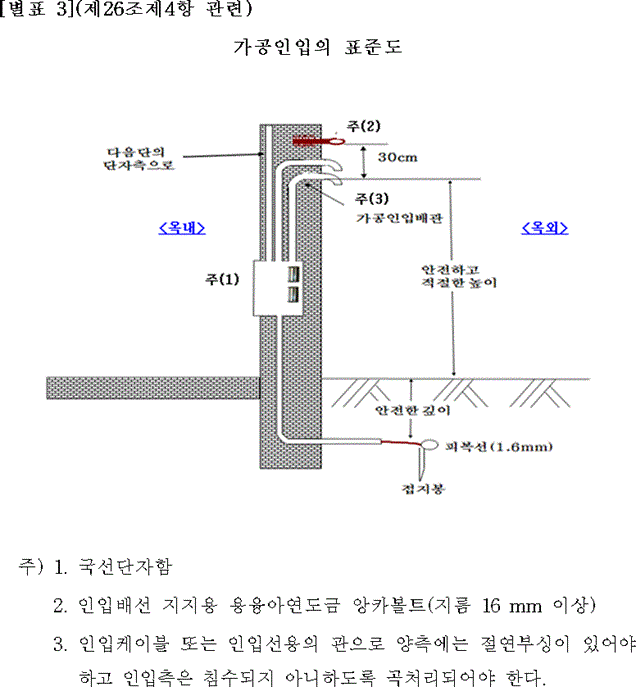 [별표 3](제26조제4항 관련)
가공인입의 표준도
주(2)
다음단의
단자측으로
30cm
주(3)
가공인입배관
<옥내>
<옥외>
주(1)
안전하고
적절한 높이
안전한 깊이
피복선(1.6mm)
접지봉
주) 1. 국선단자함
2. 인입배선 지지용 용융아연도금 앙카볼트(지름 16 mm 이상)
3. 인입케이블 또는 인입선용의 관으로 양측에는 절연부싱이 있어야
하고 인입측은 침수되지 아니하도록 곡처리되어야 한다.